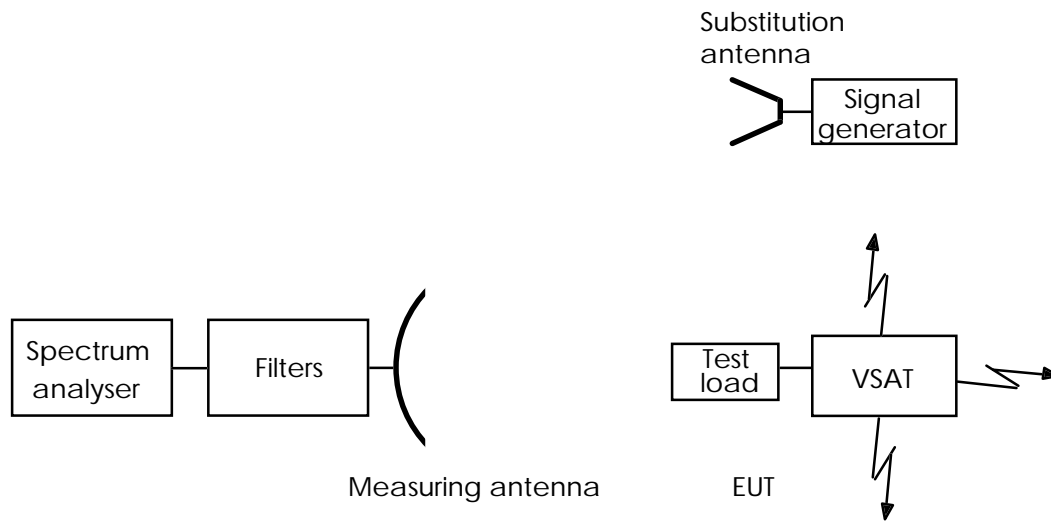 Substitution
antenna
Signal
generator
Spectrum
analyser
Filters
Test
load
VSAT
Measuring antenna
EUT